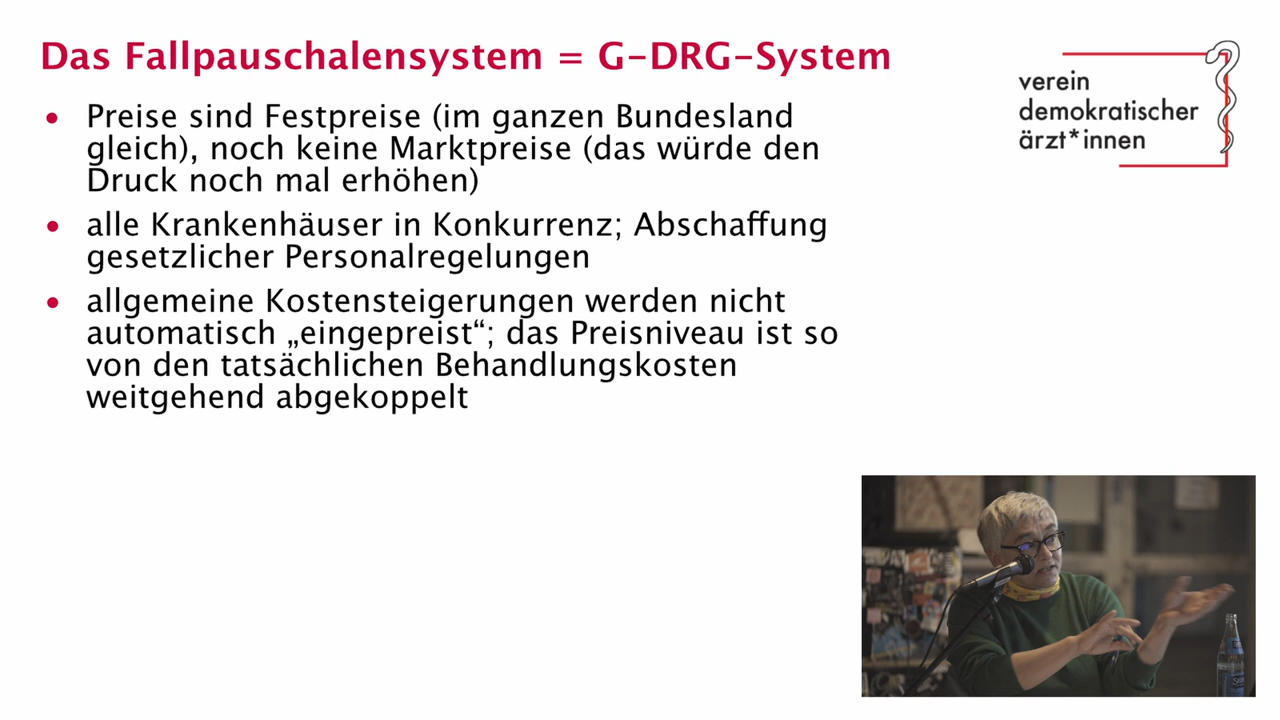 Das Fallpauschalensystem = G-DRG-System
• Preise sind Festpreise (im ganzen Bundesland
gleich), noch keine Marktpreise (das würde den
Druck noch mal erhöhen)
• alle Krankenhäuser in Konkurrenz; Abschaffung
gesetzlicher Personalregelungen
• allgemeine Kostensteigerungen werden nicht
automatisch „eingepreist“; das Preisniveau ist so
von den tatsächlichen Behandlungskosten
weitgehend abgekoppelt
verein
demokratischer
ärzt*innen